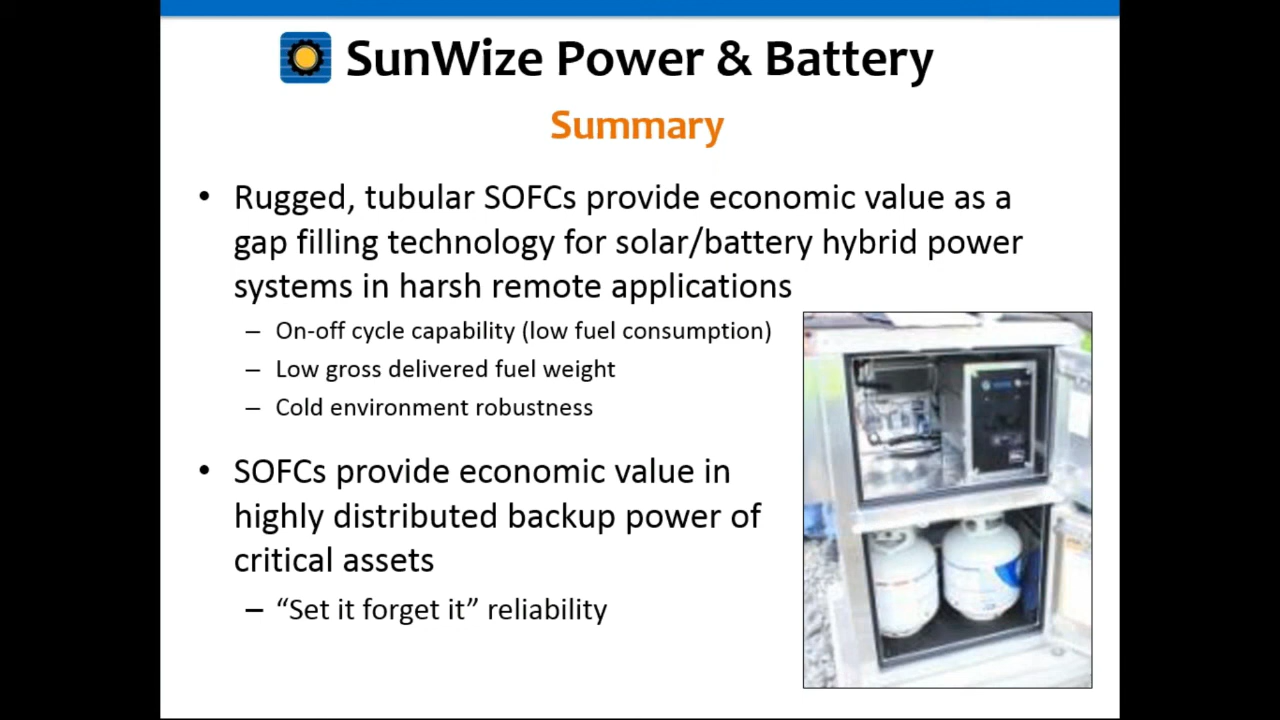 SunWize Power & Battery
Summary
• Rugged, tubular SOFCs provide economic value as a
gap filling technology for solar/battery hybrid power
systems in harsh remote applications
– On-off cycle capability (low fuel consumption)
– Low gross delivered fuel weight
– Cold environment robustness
• SOFCs provide economic value in
highly distributed backup power of
critical assets
– “Set it forget it” reliability